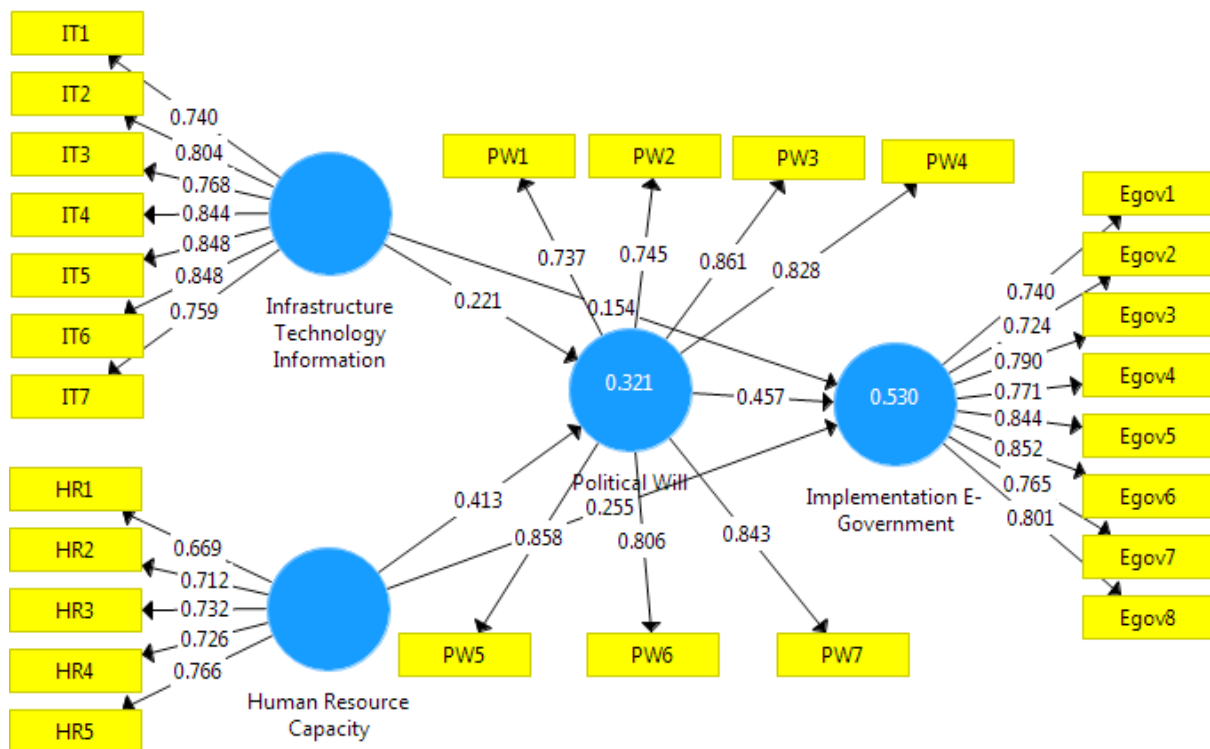 IT1
IT2
IT3
IT4
IT5
IT6
IT7
0.740
0.804
0.768
0.844
0.848
0.848
0.759
Infrastructure
Technology
Information
0.221
0.154
PW1
PW2
PW3
PW4
0.737
0.745
0.861
0.828
0.321
Political Will
0.457
0.530
Implementation E-
Government
Egov1
Egov2
Egov3
Egov4
Egov5
Egov6
Egov7
Egov8
0.740
0.724
0.790
0.771
0.844
0.852
0.765
0.801
HR1
HR2
HR3
HR4
HR5
0.669
0.712
0.732
0.726
0.766
Human Resource
Capacity
0.413
0.255
0.858
0.806
0.843
PW5
PW6
PW7